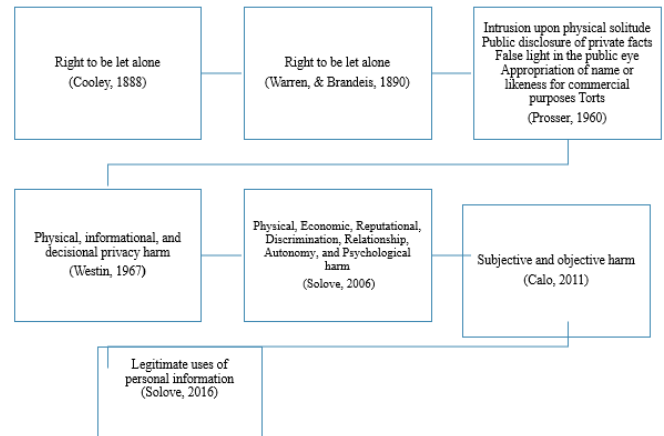 Right to be let alone
(Cooley, 1888)
Right to be let alone
(Warren, & Brandeis, 1890)
Intrusion upon physical solitude
Public disclosure of private facts
False light in the public eye
Appropriation of name or
likeness for commercial
purposes Torts
(Prosser, 1960)
Physical, informational, and
decisional privacy harm
(Westin, 1967)
Physical, Economic, Reputational,
Discrimination, Relationship,
Autonomy, and Psychological
harm
(Solove, 2006)
Subjective and objective harm
(Calo, 2011)
Legitimate uses of
personal information
(Solove, 2016)